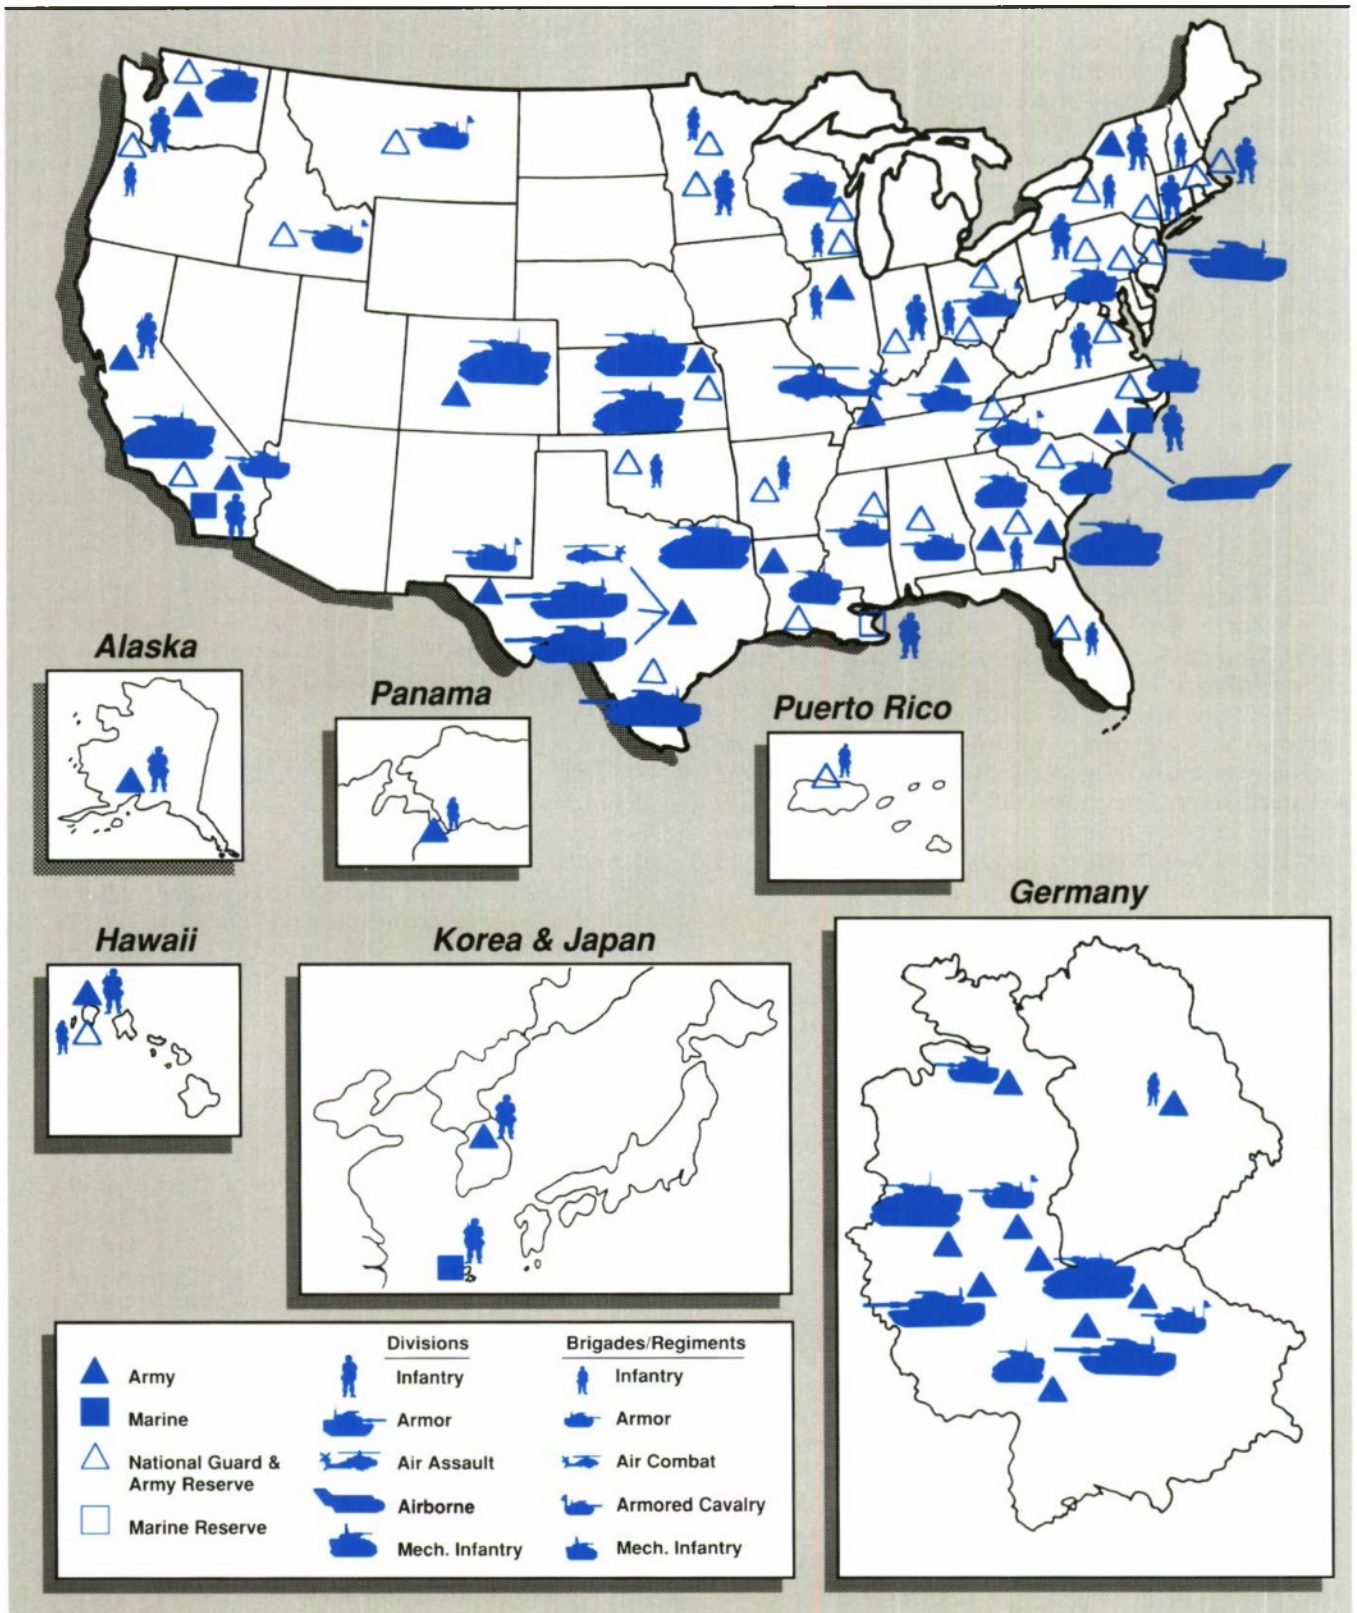 Alaska
Panama
Puerto Rico
Germany
Hawaii
Korea & Japan
Divisions
Brigades/Regiments
Army
Infantry
Infantry
Marine
Armor
Armor
National Guard &
Army Reserve
Air Assault
Air Combat
Airborne
Armored Cavalry
Marine Reserve
Mech. Infantry
Mech. Infantry